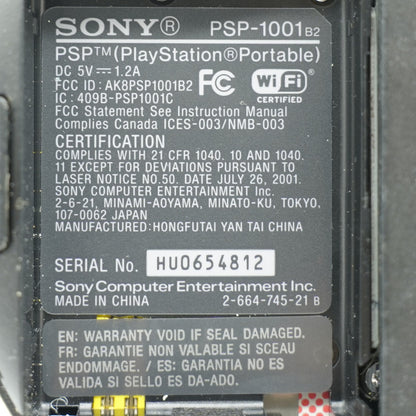 SONY® PSP-1001 B2
PSP™(PlayStation®Portable)
DC 5V⎓1.2A
FCC ID: AK8PSP1001B2
IC: 409B-PSP1001C
FC Wi Fi®
CERTIFIED
FCC Statement See Instruction Manual
Complies Canada ICES-003/NMB-003
CERTIFICATION
COMPLIES WITH 21 CFR 1040. 10 AND 1040.
11 EXCEPT FOR DEVIATIONS PURSUANT TO
LASER NOTICE NO.50. DATE JULY 26, 2001.
SONY COMPUTER ENTERTAINMENT Inc.
2-6-21, MINAMI-AOYAMA, MINATO-KU, TOKYO,
107-0062 JAPAN
MANUFACTURED: HONGFUTAI YAN TAI CHINA
SERIAL No. HU0654812
Sony Computer Entertainment Inc.
MADE IN CHINA 2-664-745-21 B
EN: WARRANTY VOID IF SEAL DAMAGED.
FR: GARANTIE NON VALABLE SI SCEAU
ENDOMMAGE. / ES: GARANTIA NO ES
VALIDA SI SELLO ES DA-ADO.